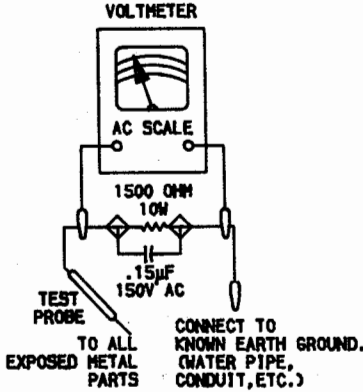 VOLTMETER
AC SCALE
1500 OHM
10W
.15µF
150V AC
TEST
PROBE
TO ALL
EXPOSED METAL
PARTS
CONNECT TO
KNOWN EARTH GROUND.
(WATER PIPE,
CONDUIT,ETC.)